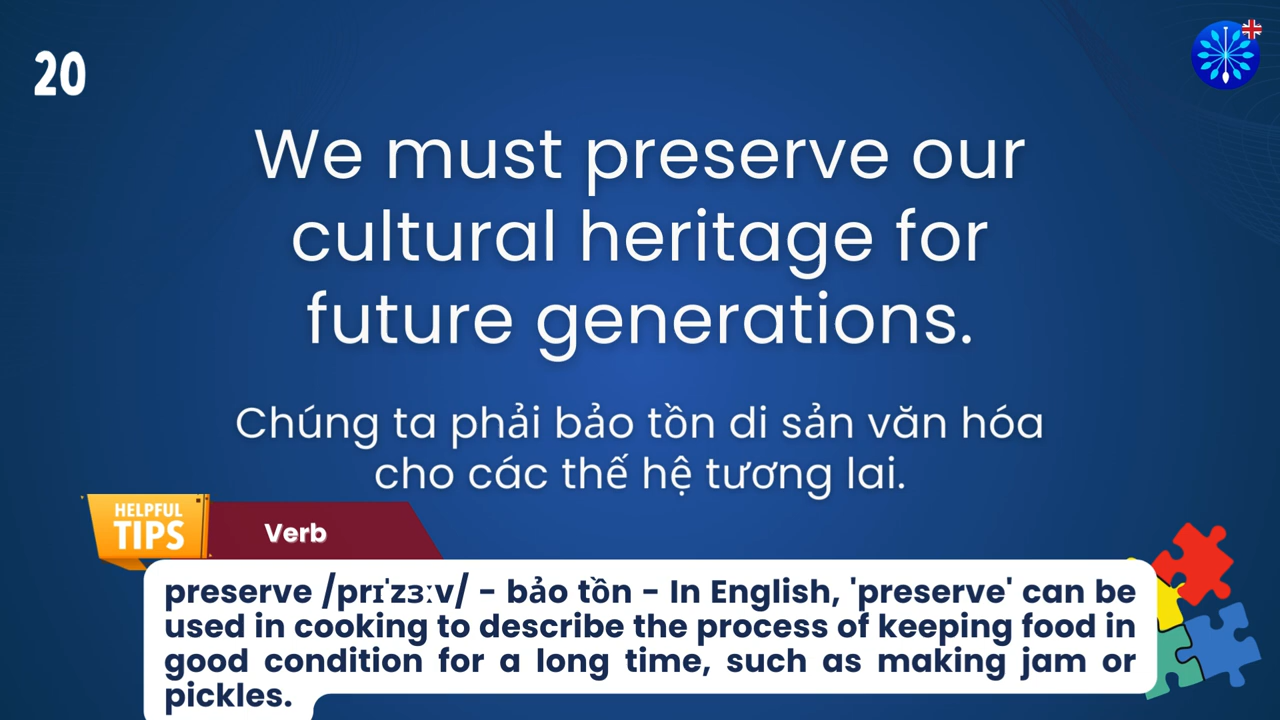 20
We must preserve our
cultural heritage for
future generations.
Chúng ta phải bảo tồn di sản văn hóa
cho các thế hệ tương lai.
HELPFUL
TIPS
Verb
preserve /prɪˈzɜːv/ - bảo tồn - In English, 'preserve' can be
used in cooking to describe the process of keeping food in
good condition for a long time, such as making jam or
pickles.